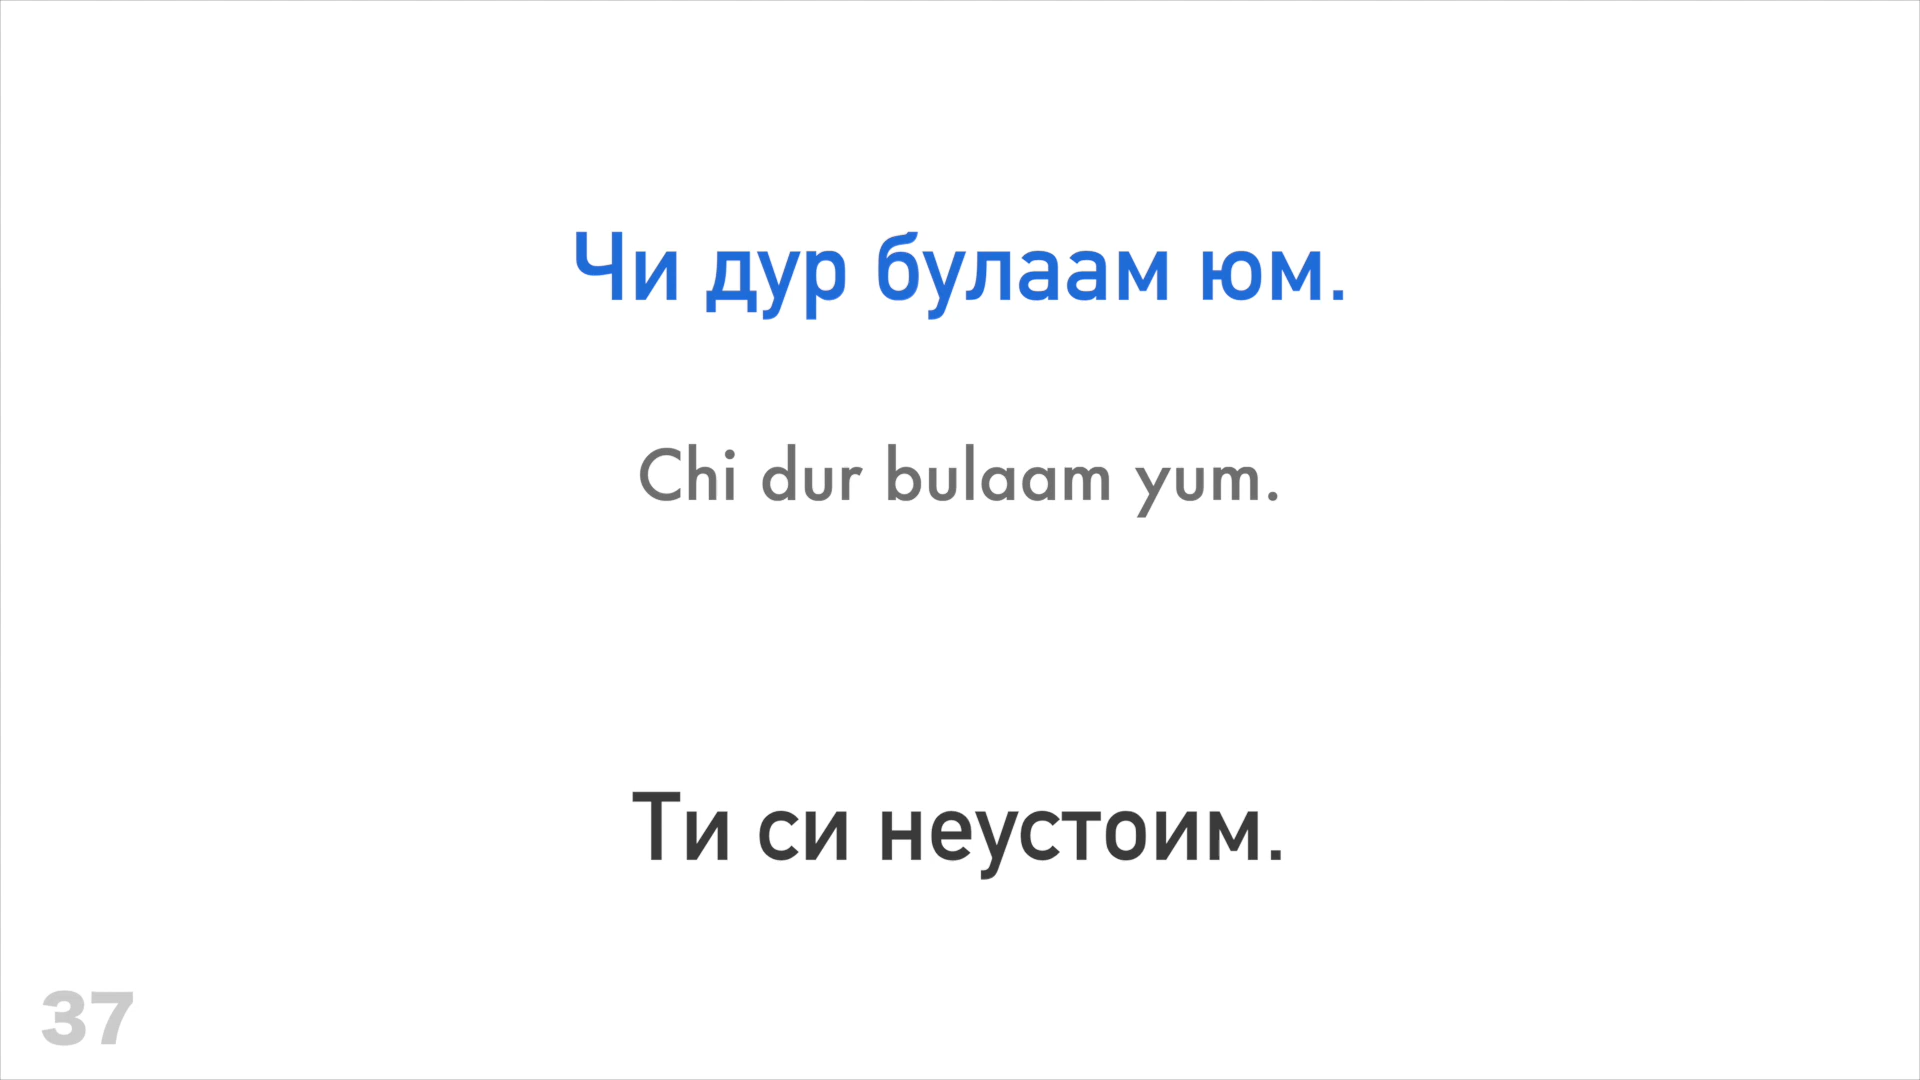 Чи дур булаам юм.
Chi dur bulaam yum.
Ти си неустоим.
37